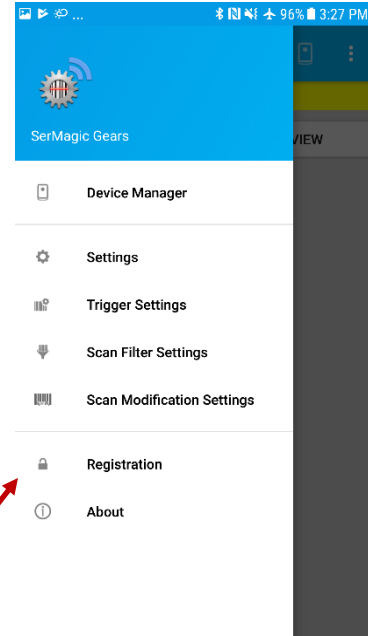 ... 96% 3:27 PM
SerMagic Gears
VIEW
Device Manager
Settings
Trigger Settings
Scan Filter Settings
Scan Modification Settings
Registration
About